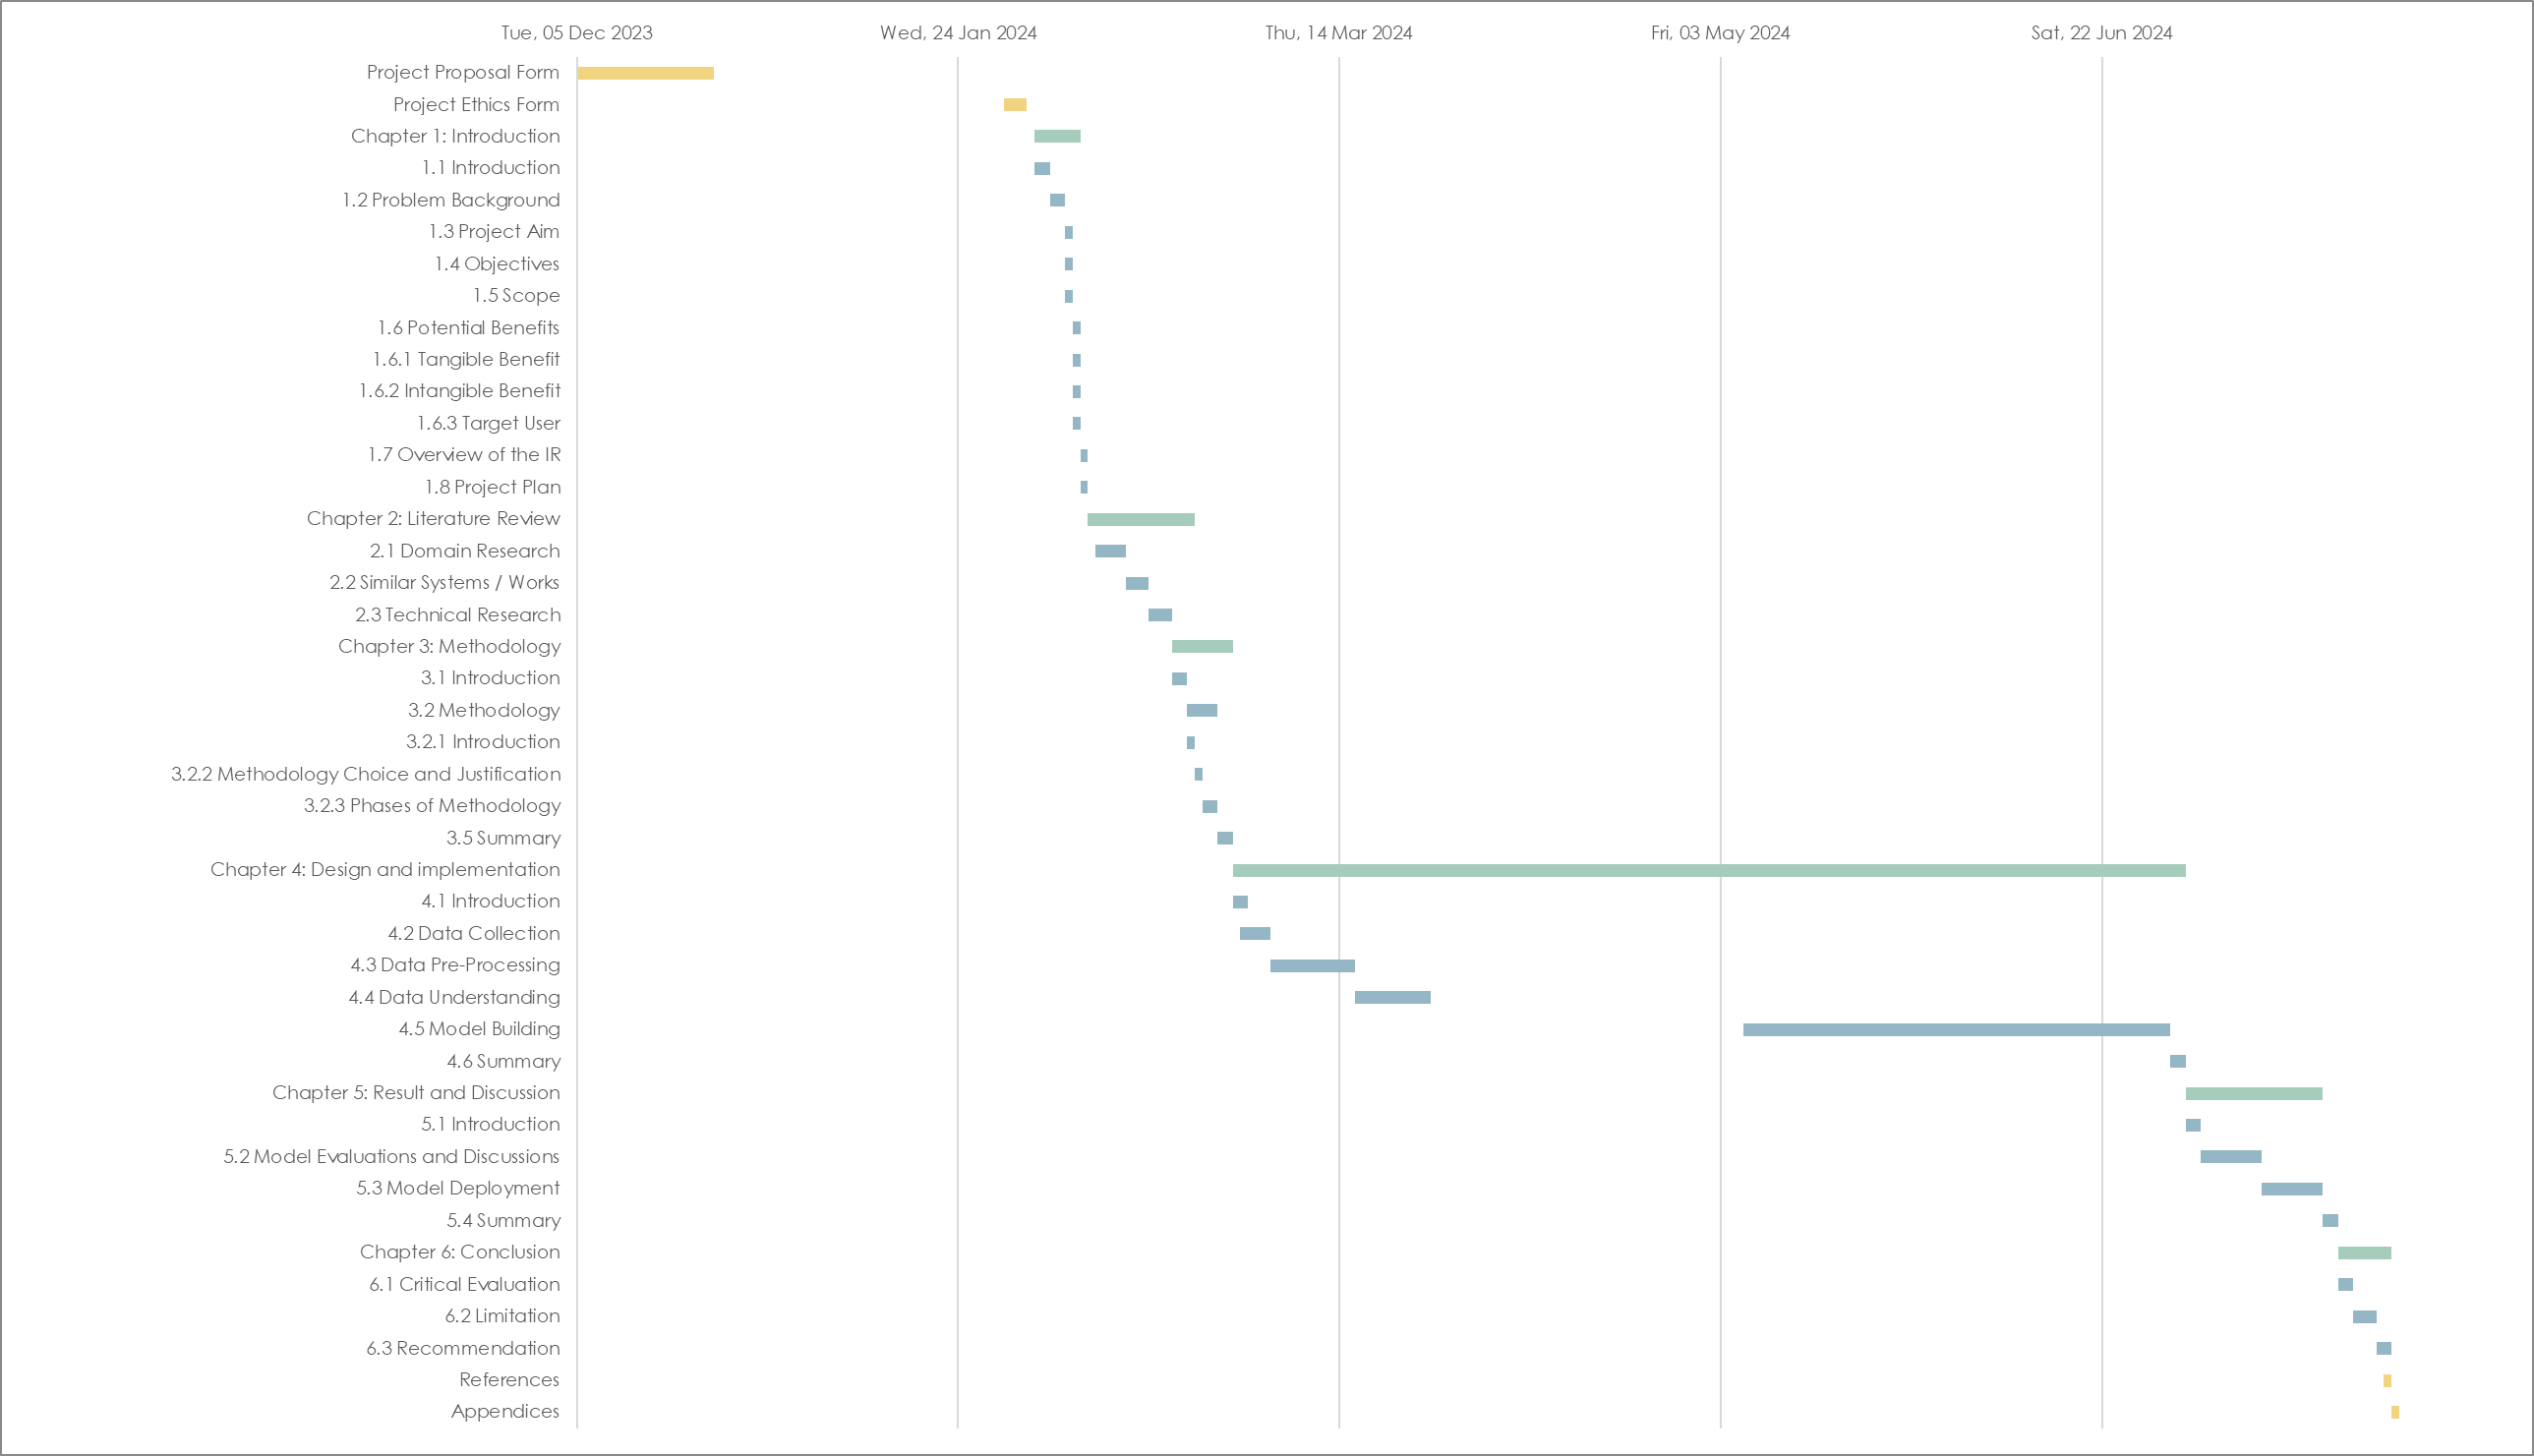 Tue, 05 Dec 2023 Wed, 24 Jan 2024 Thu, 14 Mar 2024 Fri, 03 May 2024 Sat, 22 Jun 2024
Project Proposal Form
Project Ethics Form
Chapter 1: Introduction
1.1 Introduction
1.2 Problem Background
1.3 Project Aim
1.4 Objectives
1.5 Scope
1.6 Potential Benefits
1.6.1 Tangible Benefit
1.6.2 Intangible Benefit
1.6.3 Target User
1.7 Overview of the IR
1.8 Project Plan
Chapter 2: Literature Review
2.1 Domain Research
2.2 Similar Systems / Works
2.3 Technical Research
Chapter 3: Methodology
3.1 Introduction
3.2 Methodology
3.2.1 Introduction
3.2.2 Methodology Choice and Justification
3.2.3 Phases of Methodology
3.5 Summary
Chapter 4: Design and implementation
4.1 Introduction
4.2 Data Collection
4.3 Data Pre-Processing
4.4 Data Understanding
4.5 Model Building
4.6 Summary
Chapter 5: Result and Discussion
5.1 Introduction
5.2 Model Evaluations and Discussions
5.3 Model Deployment
5.4 Summary
Chapter 6: Conclusion
6.1 Critical Evaluation
6.2 Limitation
6.3 Recommendation
References
Appendices